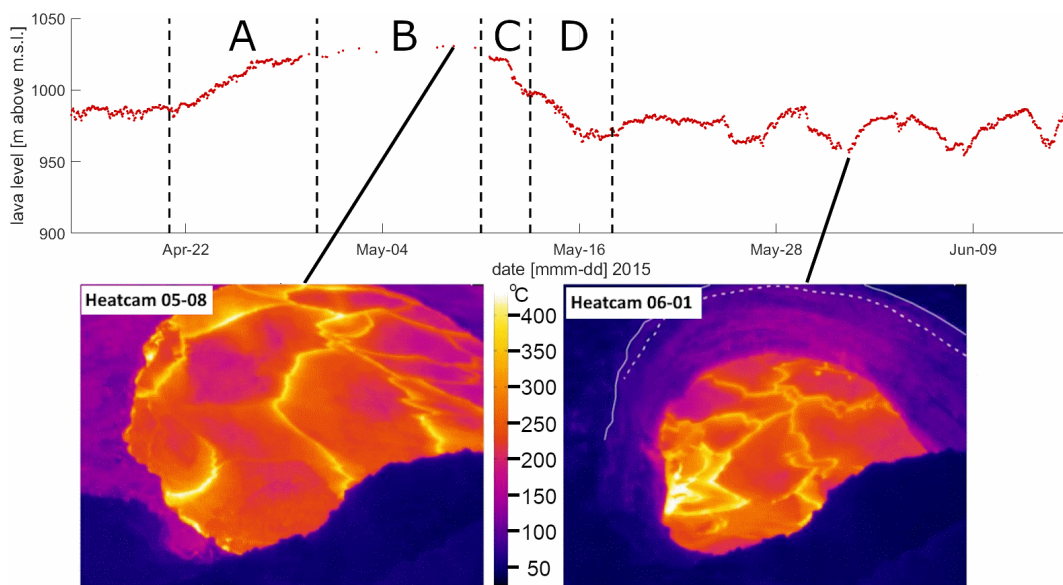 1050
A
B
C
D
1000
950
900
lava level [m above m.s.l.]
Apr-22
May-04
May-16
May-28
Jun-09
date [mmm-dd] 2015
Heatcam 05-08
°C
400
350
300
250
200
150
100
50
Heatcam 06-01